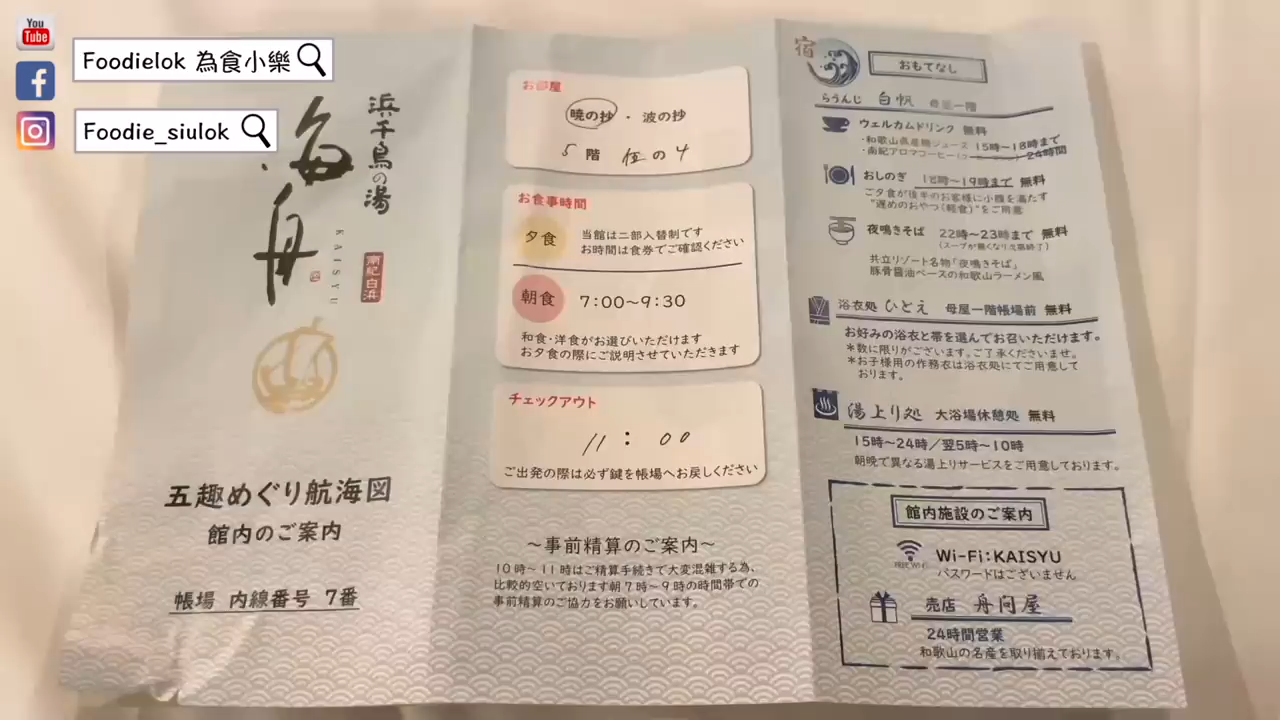 You Tube
Foodielok 為食小樂
Foodie_siulok
浜千鳥の湯
海舟
KAISYU
南紀白浜
五趣めぐり航海図
館内のご案内
帳場 内線番号 7番
お部屋
暁の抄 ・ 波の抄
5 階 伍 の 4
お食事時間
夕食
当館は二部入替制です
お時間は食券でご確認ください
朝食
7:00〜9:30
和食・洋食がお選びいただけます
お夕食の際にご説明させていただきます
チェックアウト
11 : 00
ご出発の際は必ず鍵を帳場へお戻しください
〜事前精算のご案内〜
10時〜11時はご精算手続きで大変混雑する為、
比較的空いております朝7時〜9時の時間帯での
事前精算のご協力をお願いしています。
宿
おもてなし
らうんじ 白帆 母屋一階
ウェルカムドリンク 無料
・和歌山県産糖ジュース 15時〜18時まで
・南紀アロマコーヒー 24時間
おしのぎ 18時〜19時まで 無料
ご夕食が後半のお客様に小腹を満たす
"遅めのおやつ(軽食)"をご用意
夜鳴きそば 22時〜23時まで 無料
(スープが無くなり次第終了)
共立リゾート名物「夜鳴きそば」
豚骨醤油ベースの和歌山ラーメン風
浴衣処 ひとえ 母屋一階帳場前 無料
お好みの浴衣と帯を選んでお召いただけます。
*数に限りがございます。ご了承くださいませ。
*お子様用の作務衣は浴衣処にてご用意して
おります。
湯上り処 大浴場休憩処 無料
15時〜24時/翌5時〜10時
朝晩で異なる湯上りサービスをご用意しております。
館内施設のご案内
FREE Wi-Fi
Wi-Fi:KAISYU
パスワードはございません
売店 舟問屋
24時間営業
和歌山の名産を取り揃えております。